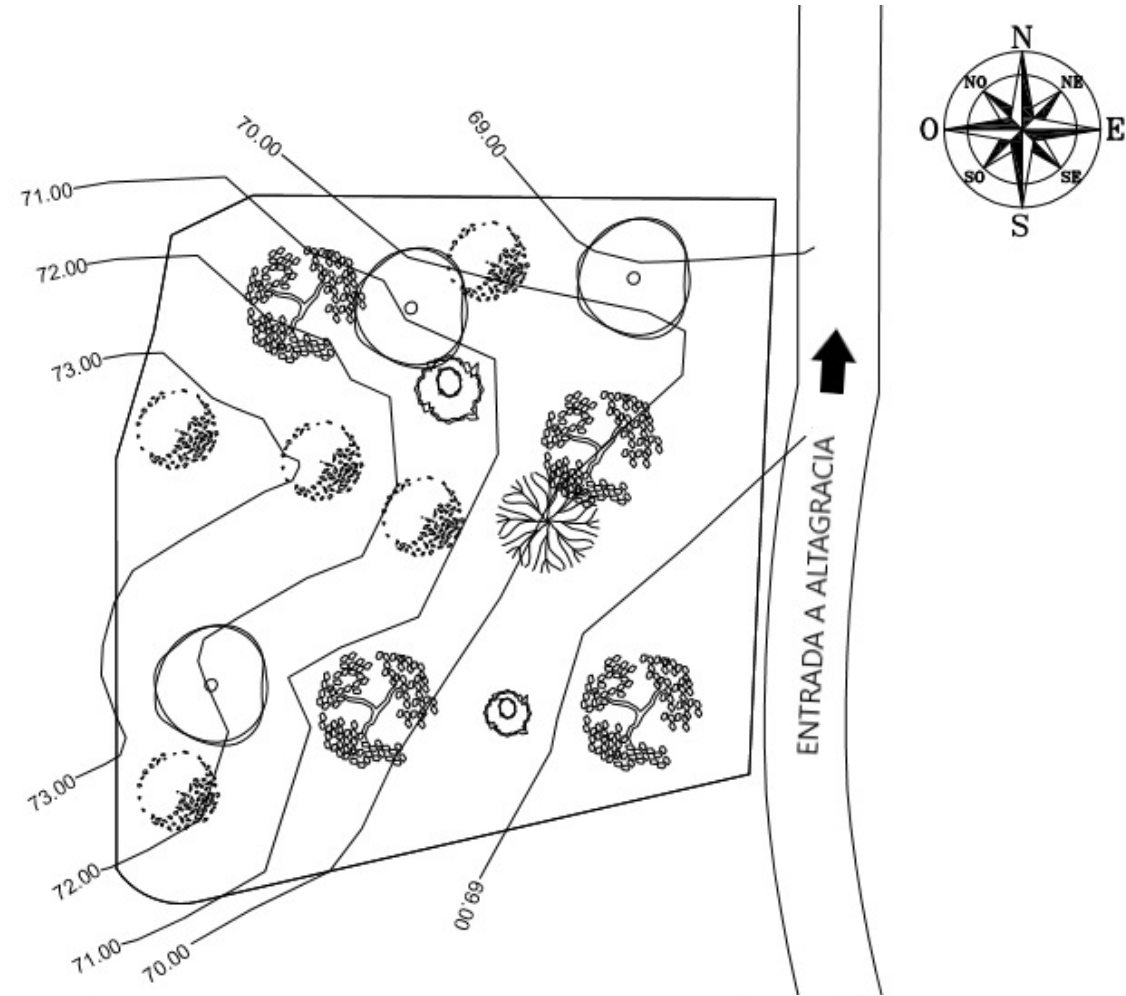 N
NO
NE
O
E
SO
SE
S
69.00
70.00
71.00
72.00
73.00
ENTRADA A ALTAGRACIA
73.00
72.00
69.00
71.00
70.00